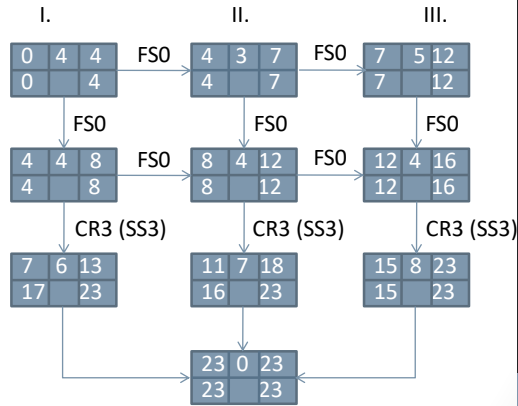 I. II. III.
0 4 4 FS0 4 3 7 FS0 7 5 12
0 4 4 7 7 12
FS0 FS0 FS0
4 4 8 FS0 8 4 12 FS0 12 4 16
4 8 8 12 12 16
CR3 (SS3) CR3 (SS3) CR3 (SS3)
7 6 13 11 7 18 15 8 23
17 23 16 23 15 23
23 0 23
23 23